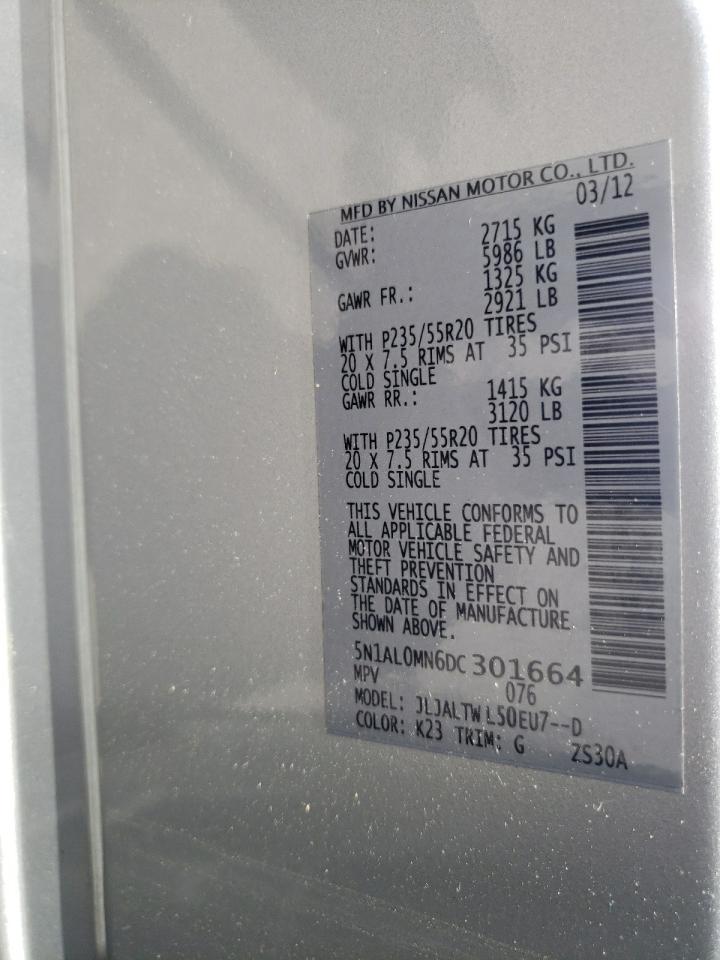 MFD BY NISSAN MOTOR CO., LTD.
DATE: 03/12
GVWR: 2715 KG
5986 LB
GAWR FR.: 1325 KG
2921 LB
WITH P235/55R20 TIRES
20 X 7.5 RIMS AT 35 PSI
COLD SINGLE
GAWR RR.: 1415 KG
3120 LB
WITH P235/55R20 TIRES
20 X 7.5 RIMS AT 35 PSI
COLD SINGLE
THIS VEHICLE CONFORMS TO
ALL APPLICABLE FEDERAL
MOTOR VEHICLE SAFETY AND
THEFT PREVENTION
STANDARDS IN EFFECT ON
THE DATE OF MANUFACTURE
SHOWN ABOVE.
5N1AL0MN6DC301664
MPV 076
MODEL: JLJALTWL50EU7--D
COLOR: K23 TRIM: G 2S30A